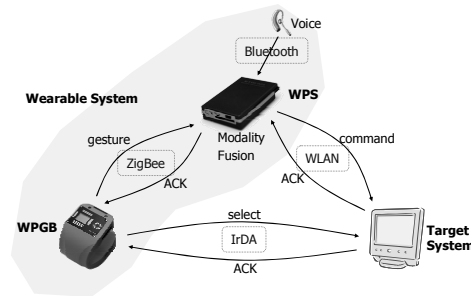 Voice
Bluetooth
Wearable System
WPS
gesture
command
Modality
Fusion
ZigBee
WLAN
ACK
ACK
WPGB
select
IrDA
Target
System
ACK